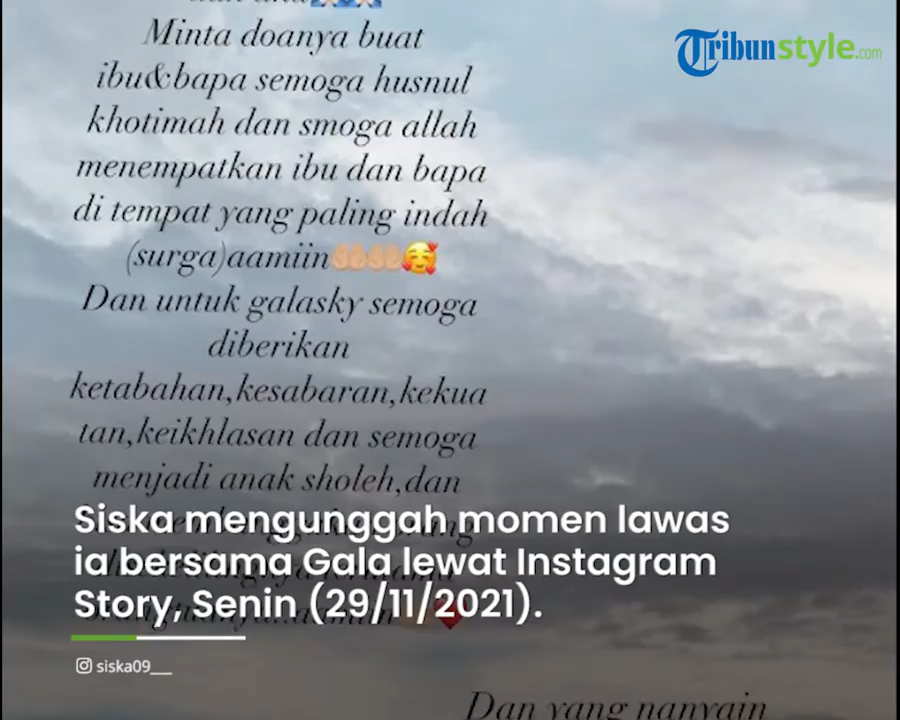 Tribunstyle.com
Minta doanya buat
ibu&bapa semoga husnul
khotimah dan smoga allah
menempatkan ibu dan bapa
di tempat yang paling indah
(surga)aamiin🤲🏻🤲🏻🥰
Dan untuk galasky semoga
diberikan
ketabahan,kesabaran,kekua
tan,keikhlasan dan semoga
menjadi anak sholeh,dan
Siska mengunggah momen lawas
ia bersama Gala lewat Instagram
Story, Senin (29/11/2021).
siska09___
Dan yang nanyain